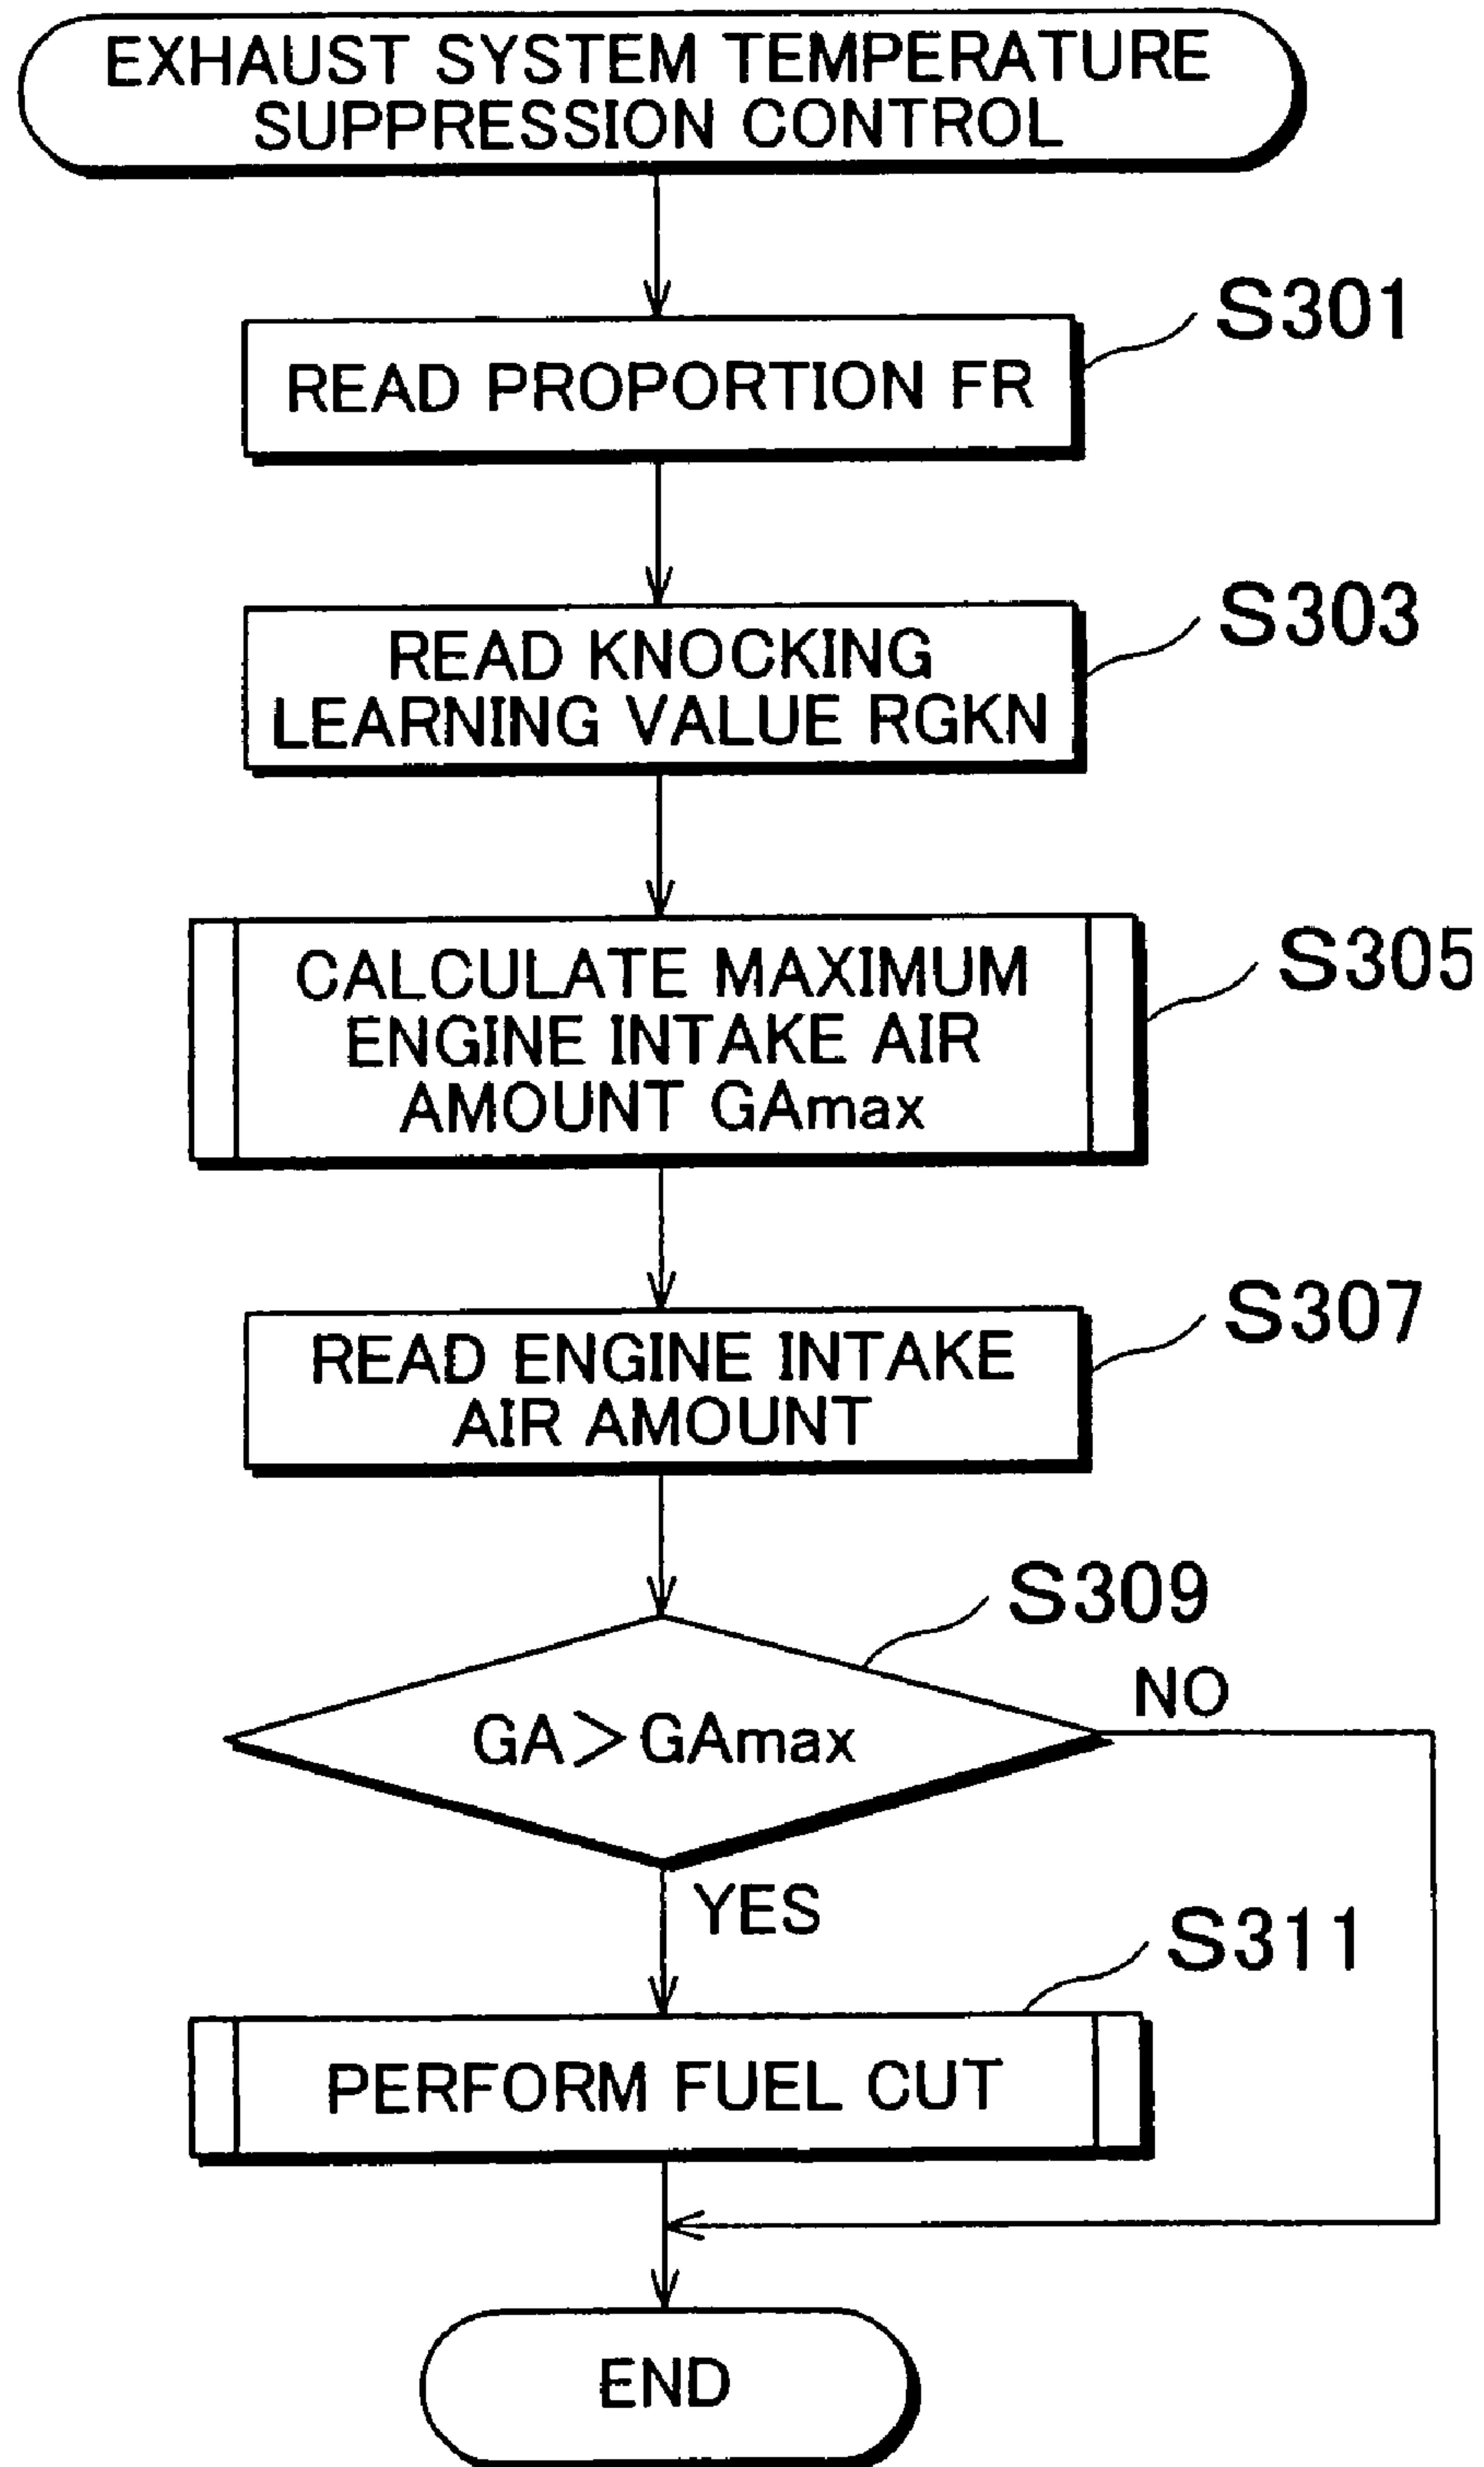 EXHAUST SYSTEM TEMPERATURE
SUPPRESSION CONTROL
S301
READ PROPORTION FR
S303
READ KNOCKING
LEARNING VALUE RGKN
S305
CALCULATE MAXIMUM
ENGINE INTAKE AIR
AMOUNT GAmax
S307
READ ENGINE INTAKE
AIR AMOUNT
S309
NO
GA>GAmax
YES
S311
PERFORM FUEL CUT
END